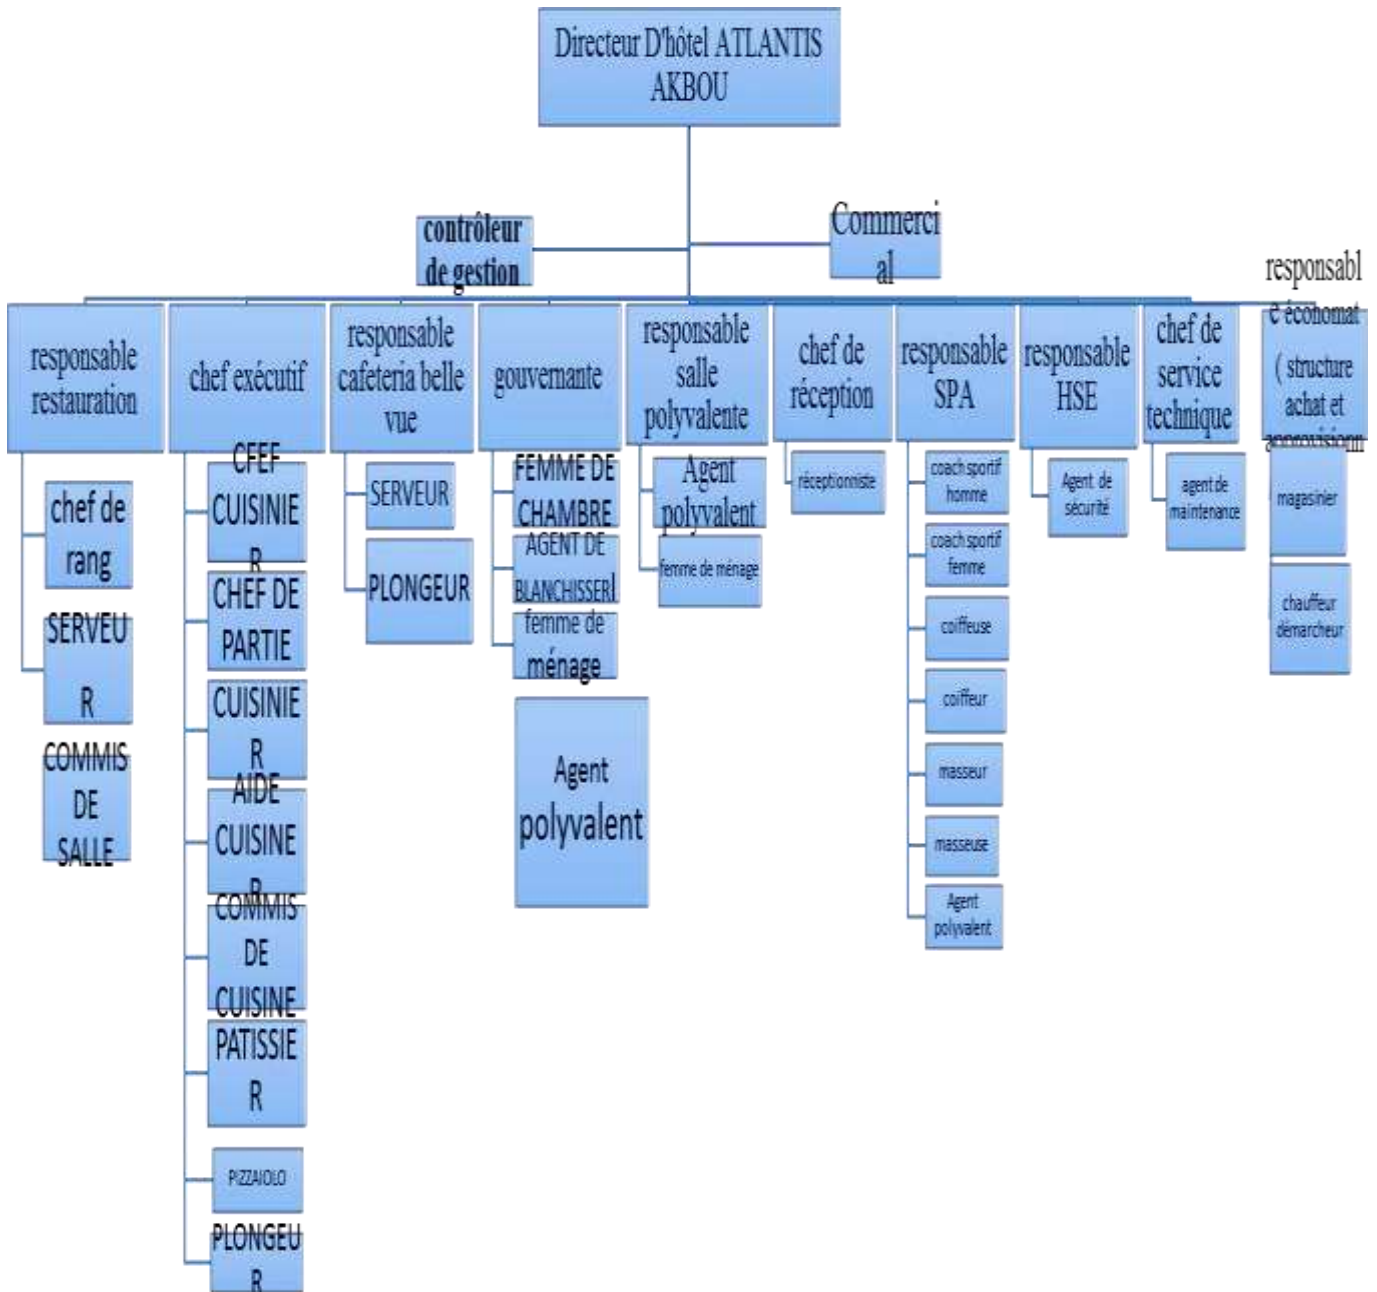 Directeur D'hôtel ATLANTIS
AKBOU
contrôleur
de gestion
Commerci
al
responsable
restauration
chef de
rang
SERVEU
R
COMMIS
DE
SALLE
chef exécutif
CFEF
CUISINIE
R
CHEF DE
PARTIE
CUISINIE
R
AIDE
CUISINE
R
COMMIS
DE
CUISINE
PATISSIE
R
PIZZAIOLO
PLONGEU
R
responsable
cafeteria belle
vue
SERVEUR
PLONGEUR
gouvernante
FEMME DE
CHAMBRE
AGENT DE
BLANCHISSERI
femme de
ménage
Agent
polyvalent
responsable
salle
polyvalente
Agent
polyvalent
femme de ménage
chef de
réception
réceptionniste
responsable
SPA
coach sportif
homme
coach sportif
femme
coiffeuse
coiffeur
masseur
masseuse
Agent
polyvalent
responsable
HSE
Agent de
sécurité
chef de
service
technique
agent de
maintenance
responsabl
e économat
( structure
achat et
approvisionn
magasinier
chauffeur
démarcheur